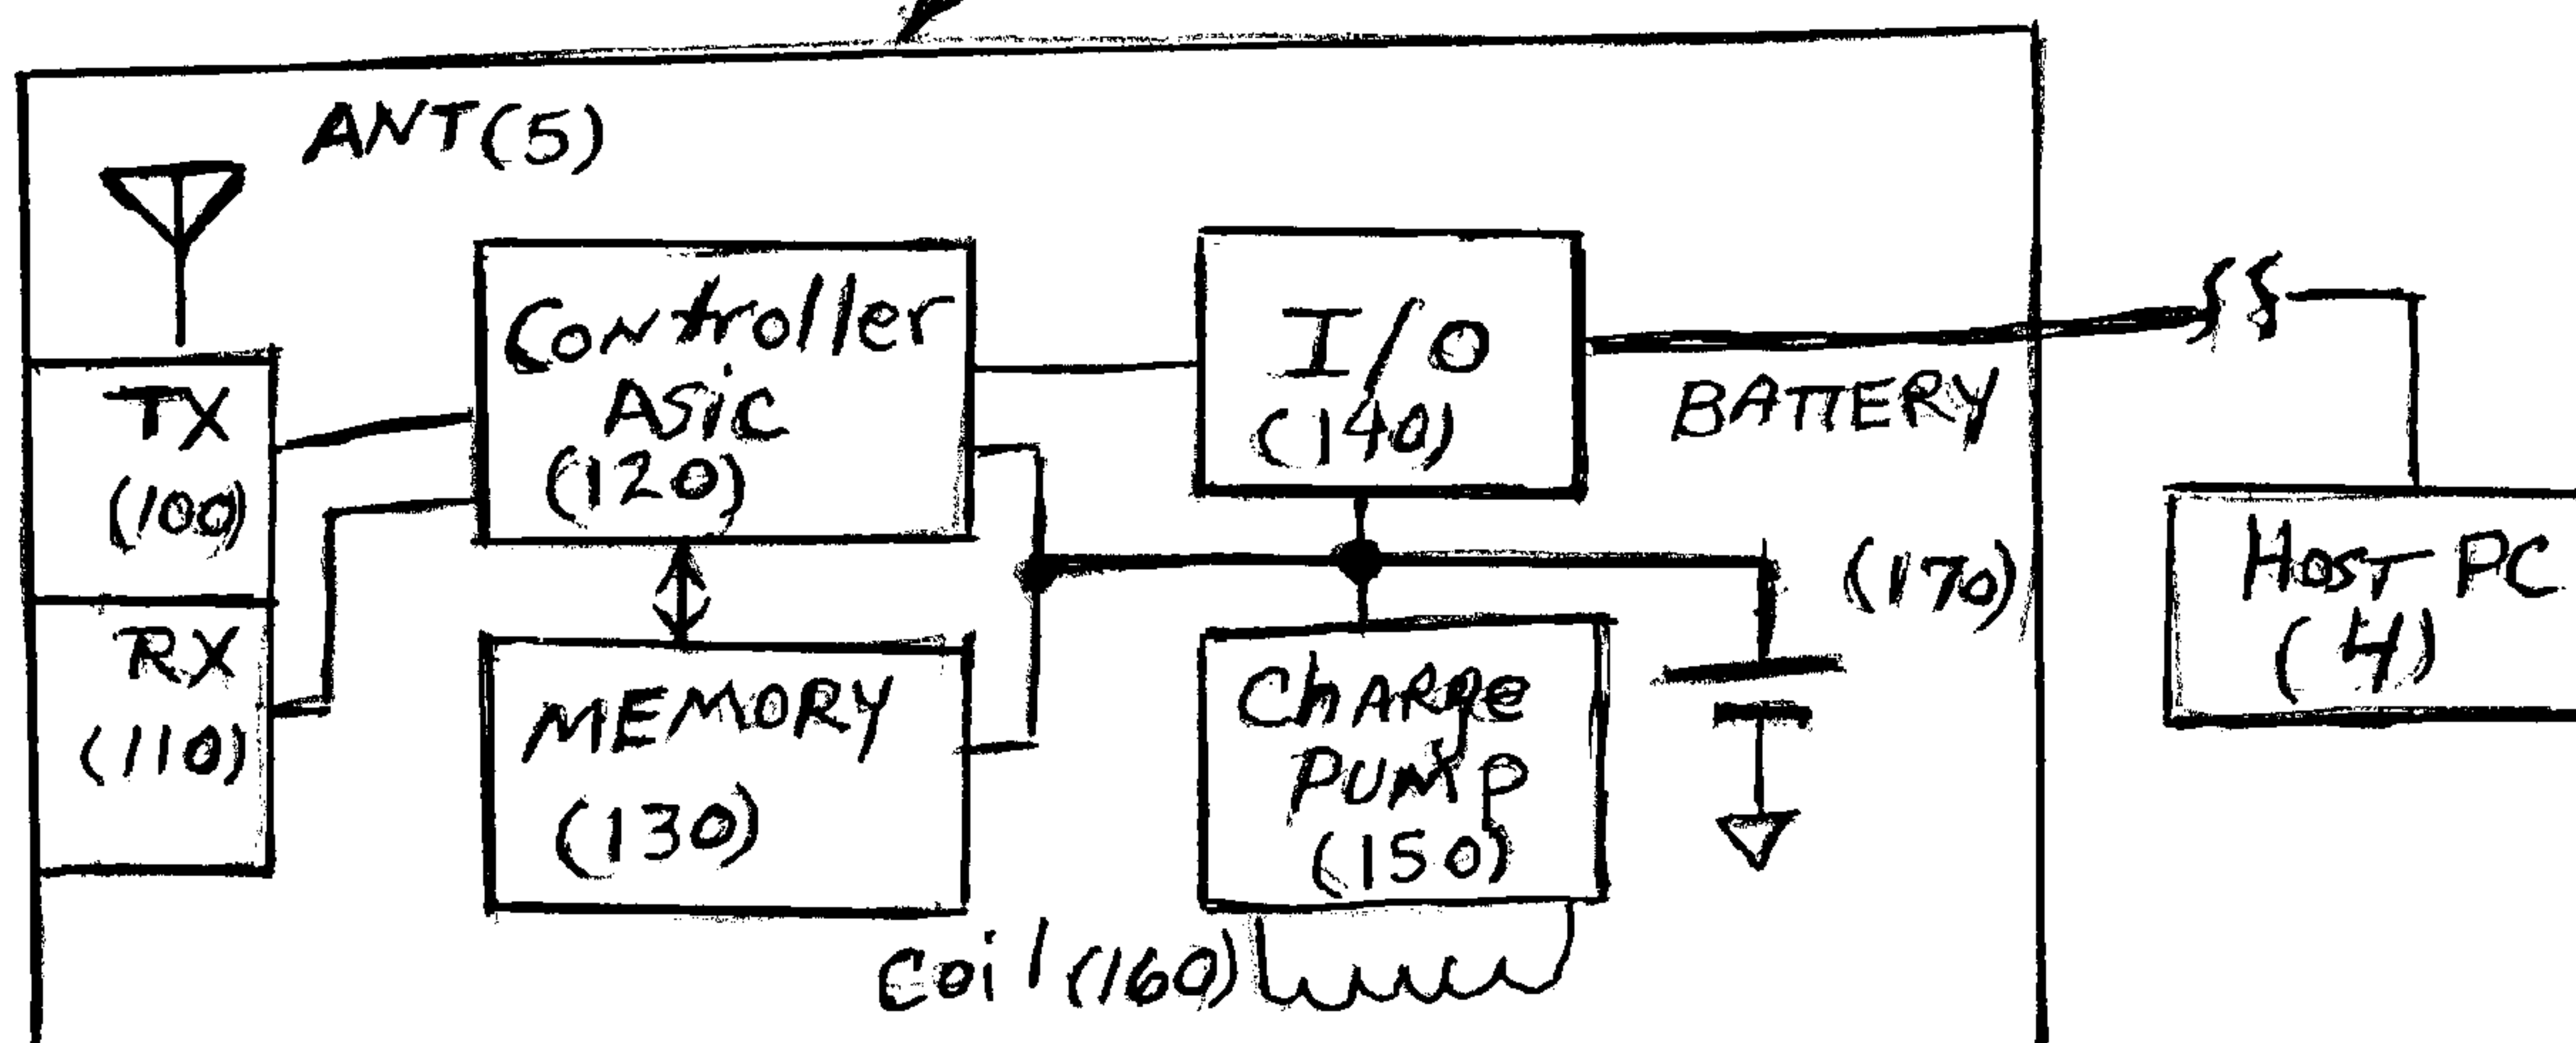 ANT(5)
TX
(100)
RX
(110)
Controller
ASiC
(120)
MEMORY
(130)
I/O
(140)
BATTERY
(170)
ChARge
PUMP
(150)
Coil (160)
HOST PC
(4)